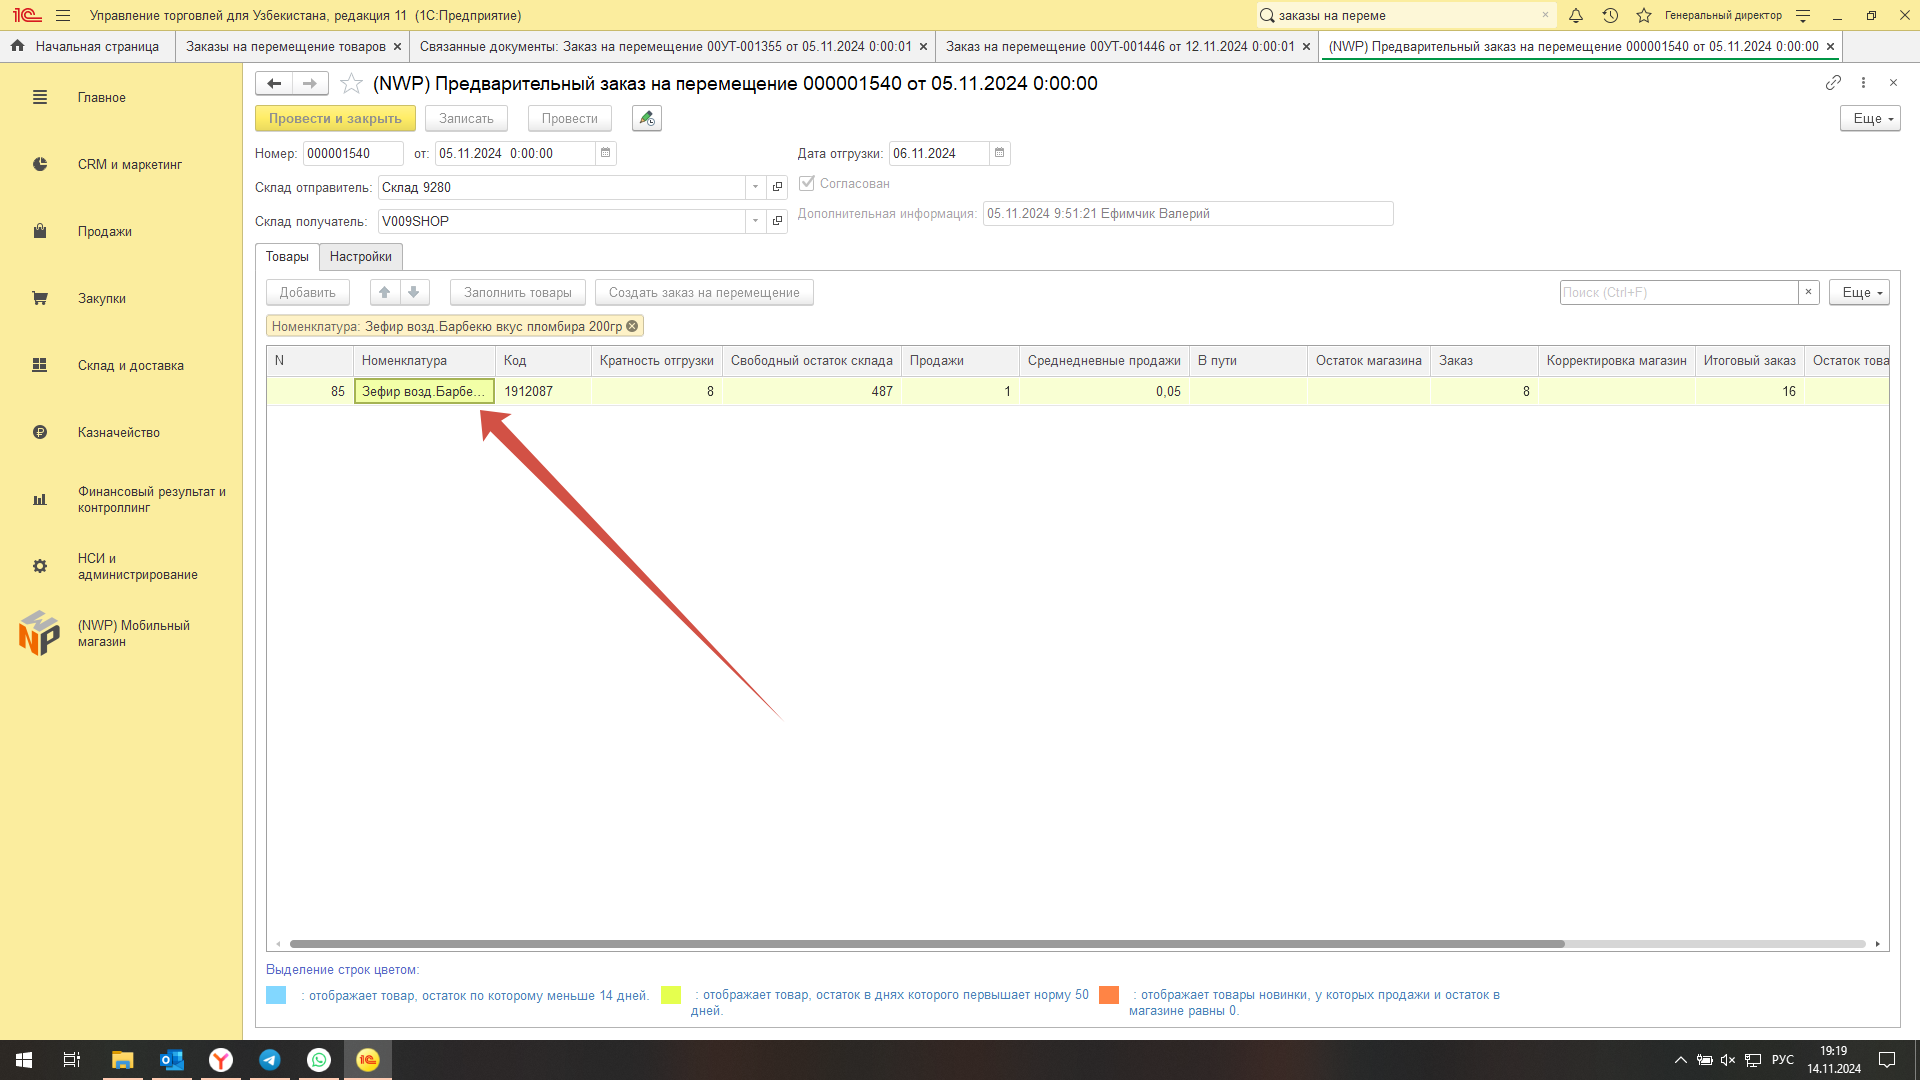 Управление торговлей для Узбекистана, редакция 11 (1С:Предприятие)
заказы на переме
Генеральный директор
Начальная страница
Заказы на перемещение товаров
Связанные документы: Заказ на перемещение 00УТ-001355 от 05.11.2024 0:00:01
Заказ на перемещение 00УТ-001446 от 12.11.2024 0:00:01
(NWP) Предварительный заказ на перемещение 000001540 от 05.11.2024 0:00:00
Главное
CRM и маркетинг
Продажи
Закупки
Склад и доставка
Казначейство
Финансовый результат и
контроллинг
НСИ и
администрирование
(NWP) Мобильный
магазин
(NWP) Предварительный заказ на перемещение 000001540 от 05.11.2024 0:00:00
Провести и закрыть
Записать
Провести
Еще
Номер: 000001540 от: 05.11.2024 0:00:00
Дата отгрузки: 06.11.2024
Склад отправитель: Склад 9280
Согласован
Склад получатель: V009SHOP
Дополнительная информация: 05.11.2024 9:51:21 Ефимчик Валерий
Товары
Настройки
Добавить
Заполнить товары
Создать заказ на перемещение
Поиск (Ctrl+F)
Еще
Номенклатура: Зефир возд.Барбекю вкус пломбира 200гр
N Номенклатура Код Кратность отгрузки Свободный остаток склада Продажи Среднедневные продажи В пути Остаток магазина Заказ Корректировка магазин Итоговый заказ Остаток това
85 Зефир возд.Барбе... 1912087 8 487 1 0,05 8 16
Выделение строк цветом:
: отображает товар, остаток по которому меньше 14 дней.
: отображает товар, остаток в днях которого первышает норму 50
дней.
: отображает товары новинки, у которых продажи и остаток в
магазине равны 0.
РУС
19:19
14.11.2024